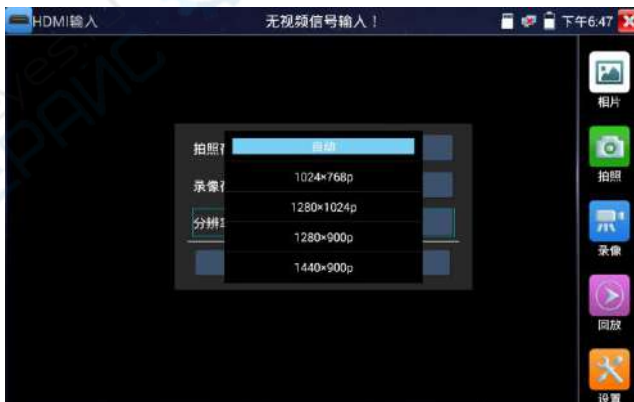 HDMI输入
无视频信号输入！
下午6:47
相片
拍照
录像
回放
设置
拍照
录像
分辨
自动
1024×768p
1280×1024p
1280×900p
1440×900p